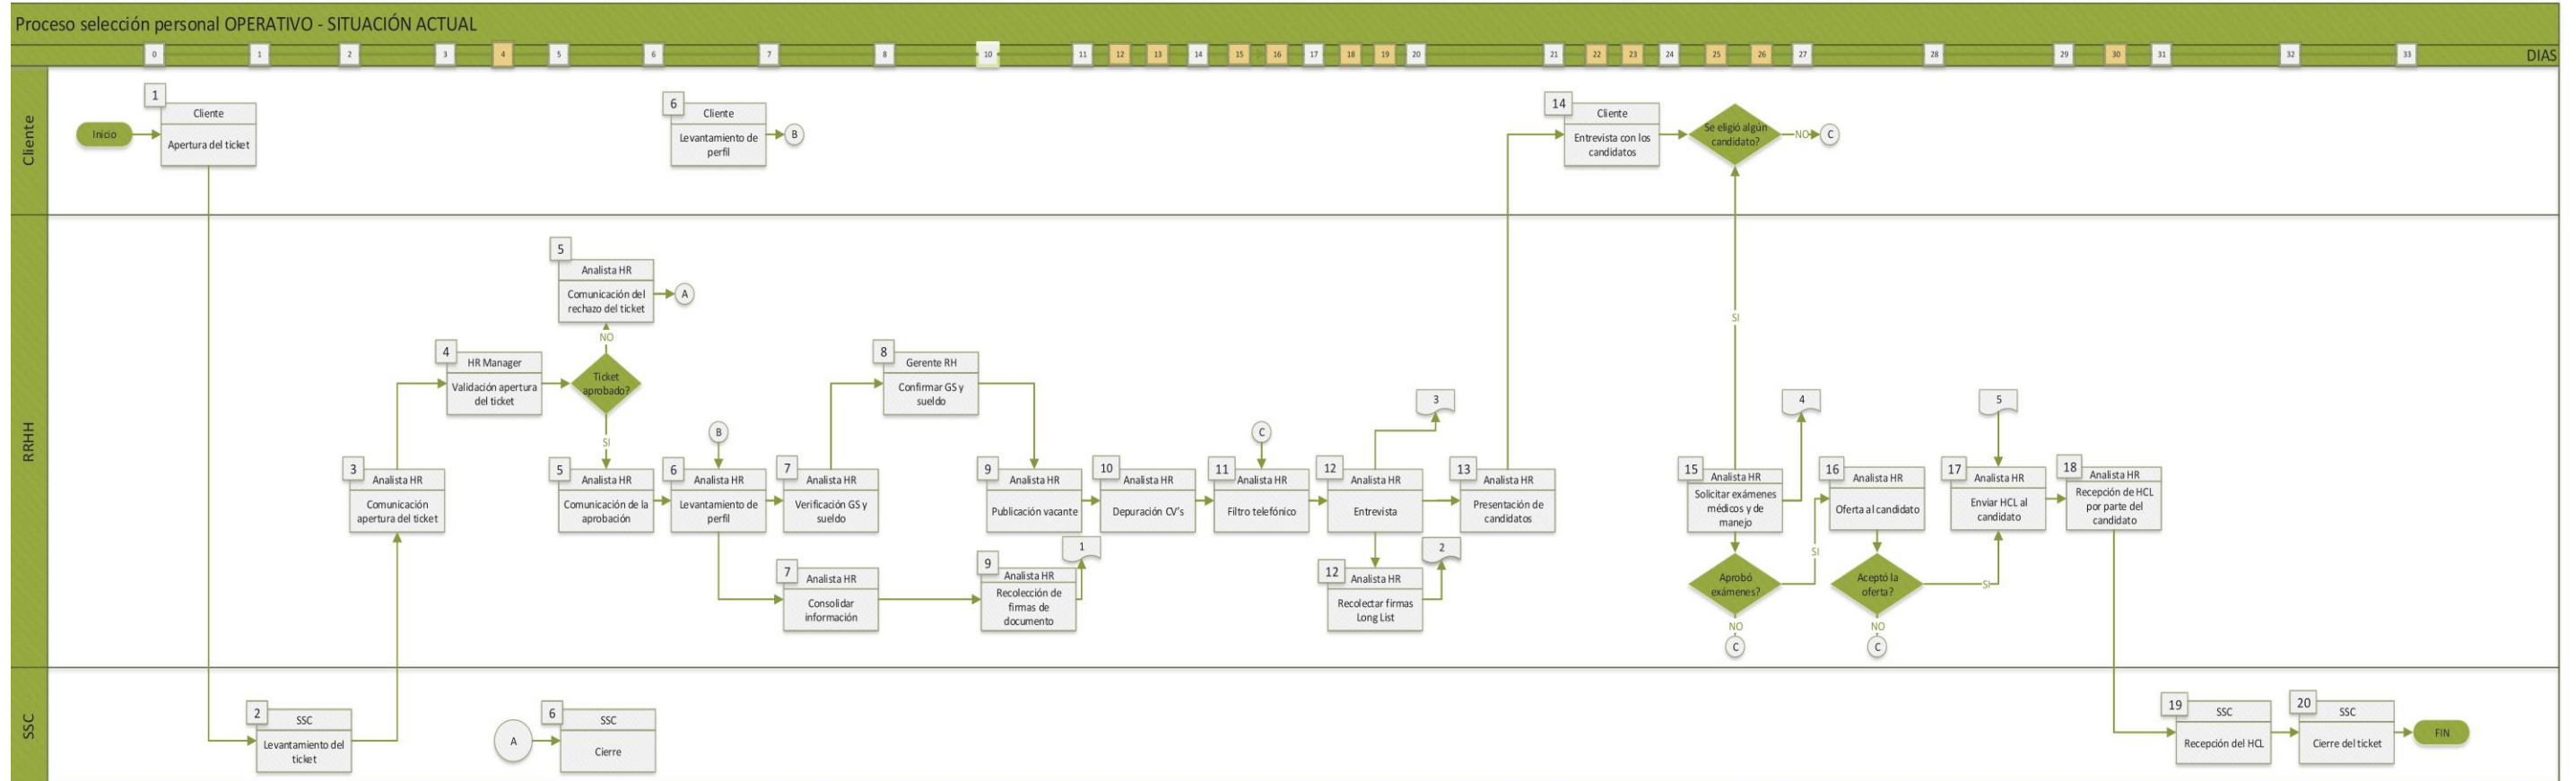 Proceso selección personal OPERATIVO - SITUACIÓN ACTUAL
0 1 2 3 4 5 6 7 8 10 11 12 13 14 15 16 17 18 19 20 21 22 23 24 25 26 27 28 29 30 31 32 33 DIAS
Cliente
Inicio
1
Cliente
Apertura del ticket
6
Cliente
Levantamiento de
perfil
B
14
Cliente
Entrevista con los
candidatos
Se eligió algún
candidato?
NO
C
RRHH
3
Analista HR
Comunicación
apertura del ticket
4
HR Manager
Validación apertura
del ticket
Ticket
aprobado?
NO
5
Analista HR
Comunicación del
rechazo del ticket
A
SI
5
Analista HR
Comunicación de la
aprobación
B
6
Analista HR
Levantamiento de
perfil
7
Analista HR
Verificación GS y
sueldo
7
Analista HR
Consolidar
información
8
Gerente RH
Confirmar GS y
sueldo
9
Analista HR
Publicación vacante
9
Analista HR
Recolección de
firmas de
documento
1
10
Analista HR
Depuración CV's
C
11
Analista HR
Filtro telefónico
12
Analista HR
Entrevista
3
12
Analista HR
Recolectar firmas
Long List
2
13
Analista HR
Presentación de
candidatos
SI
15
Analista HR
Solicitar exámenes
médicos y de
manejo
4
Aprobó
exámenes?
NO
C
SI
16
Analista HR
Oferta al candidato
Aceptó la
oferta?
NO
C
SI
5
17
Analista HR
Enviar HCL al
candidato
18
Analista HR
Recepción de HCL
por parte del
candidato
SSC
2
SSC
Levantamiento del
ticket
A
6
SSC
Cierre
19
SSC
Recepción del HCL
20
SSC
Cierre del ticket
FIN